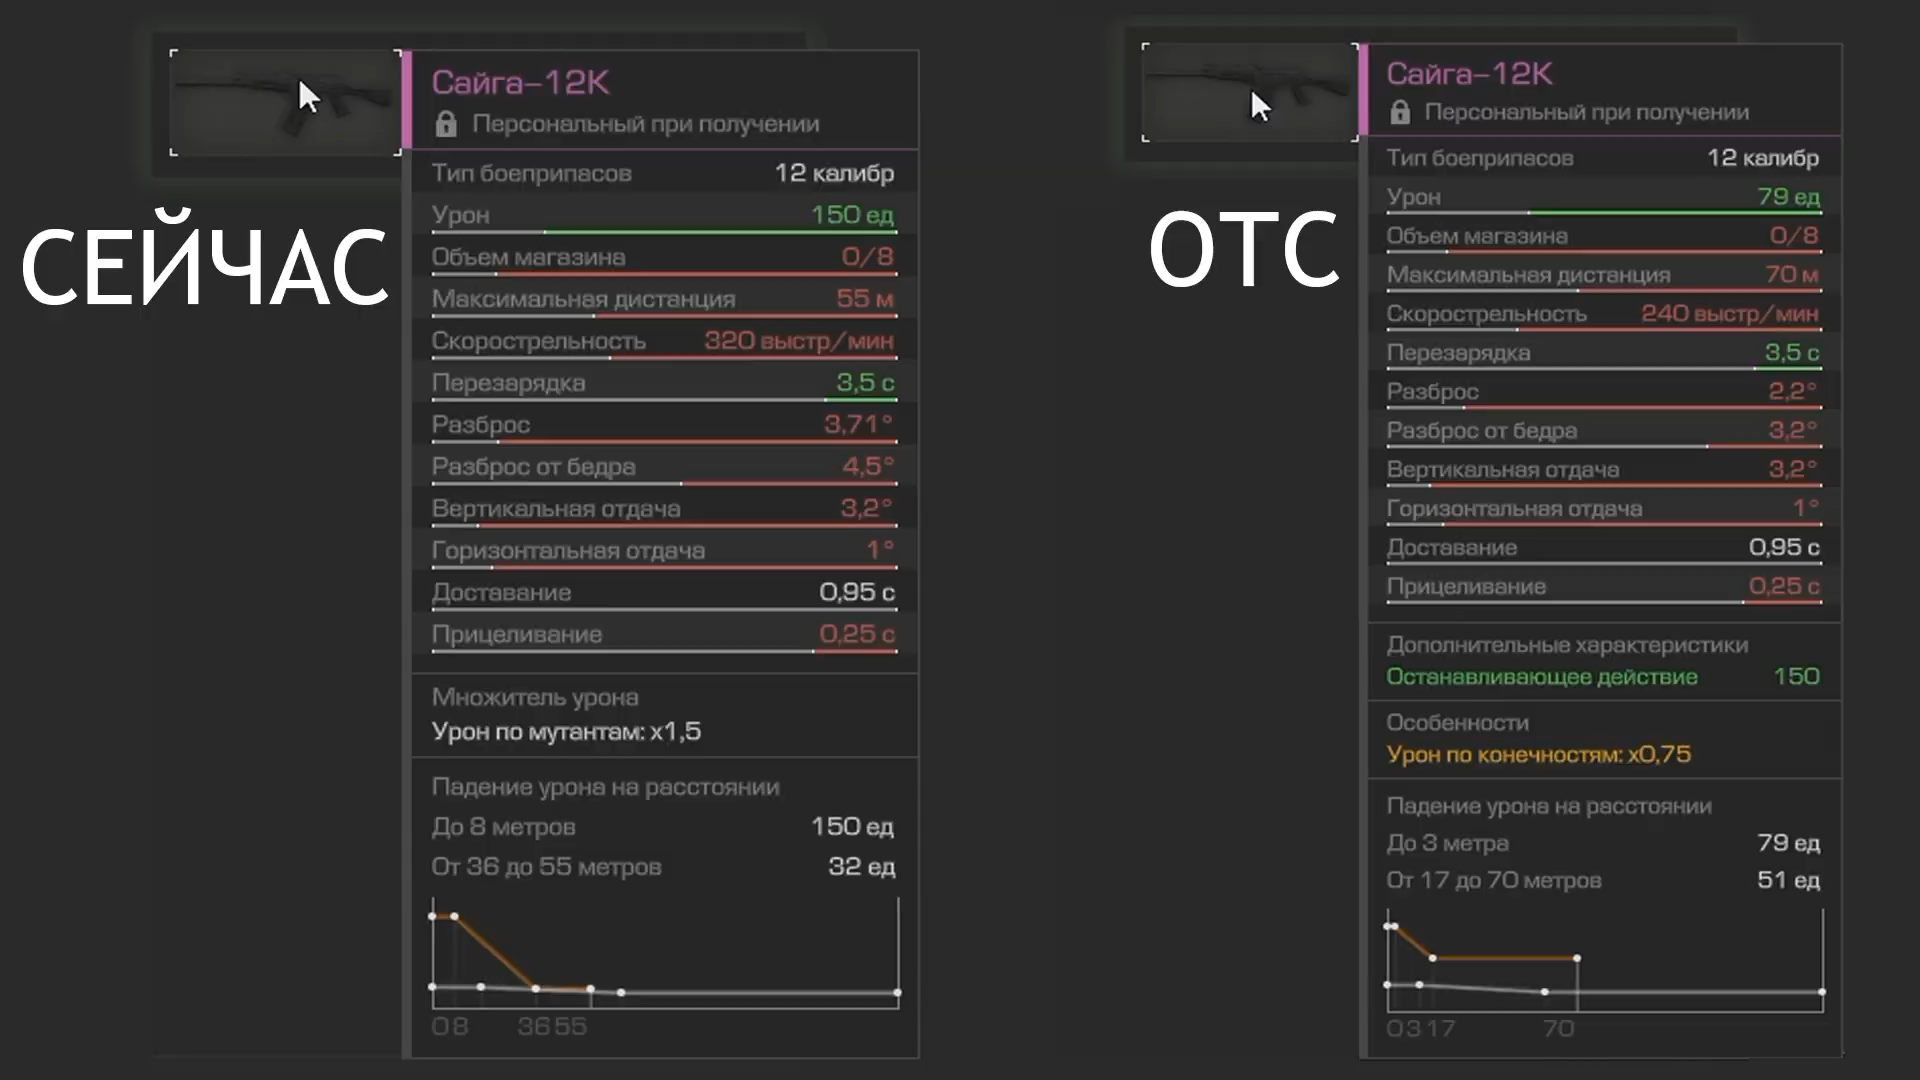 СЕЙЧАС
Сайга–12К
Персональный при получении
Тип боеприпасов 12 калибр
Урон 150 ед
Объем магазина 0/8
Максимальная дистанция 55 м
Скорострельность 320 выстр/мин
Перезарядка 3,5 с
Разброс 3,71°
Разброс от бедра 4,5°
Вертикальная отдача 3,2°
Горизонтальная отдача 1°
Доставание 0,95 с
Прицеливание 0,25 с
Множитель урона
Урон по мутантам: x1,5
Падение урона на расстоянии
До 8 метров 150 ед
От 36 до 55 метров 32 ед
0 8 36 55
ОТС
Сайга–12К
Персональный при получении
Тип боеприпасов 12 калибр
Урон 79 ед
Объем магазина 0/8
Максимальная дистанция 70 м
Скорострельность 240 выстр/мин
Перезарядка 3,5 с
Разброс 2,2°
Разброс от бедра 3,2°
Вертикальная отдача 3,2°
Горизонтальная отдача 1°
Доставание 0,95 с
Прицеливание 0,25 с
Дополнительные характеристики
Останавливающее действие 150
Особенности
Урон по конечностям: x0,75
Падение урона на расстоянии
До 3 метра 79 ед
От 17 до 70 метров 51 ед
0 3 17 70